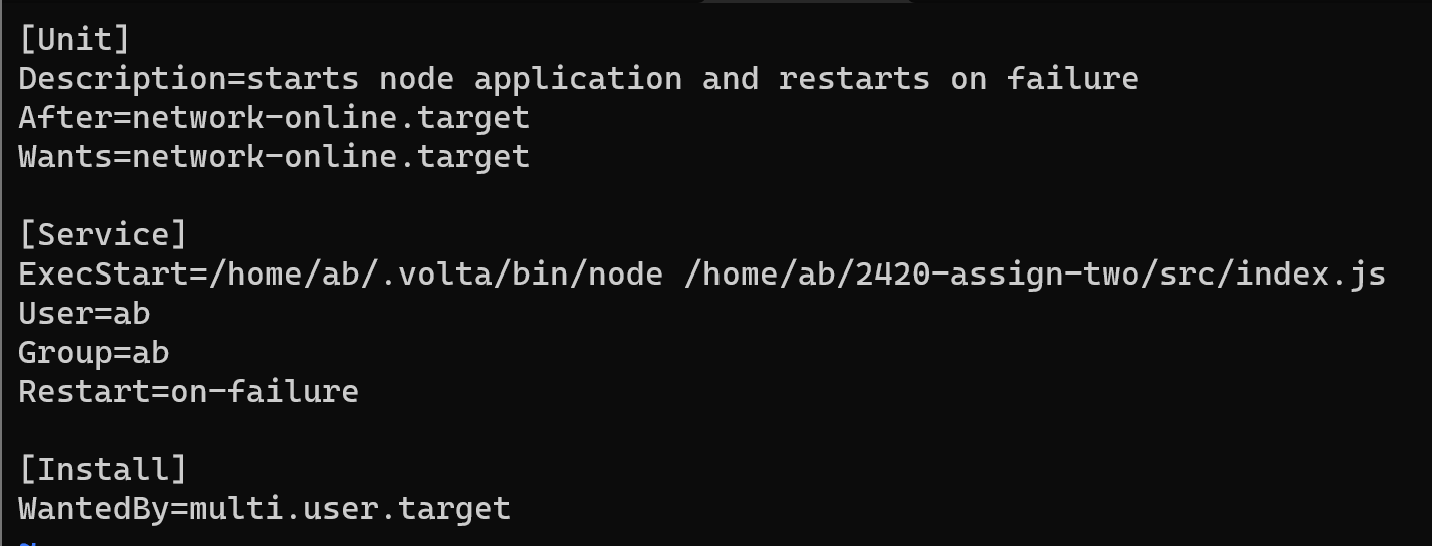 [Unit]
Description=starts node application and restarts on failure
After=network-online.target
Wants=network-online.target
[Service]
ExecStart=/home/ab/.volta/bin/node /home/ab/2420-assign-two/src/index.js
User=ab
Group=ab
Restart=on-failure
[Install]
WantedBy=multi.user.target